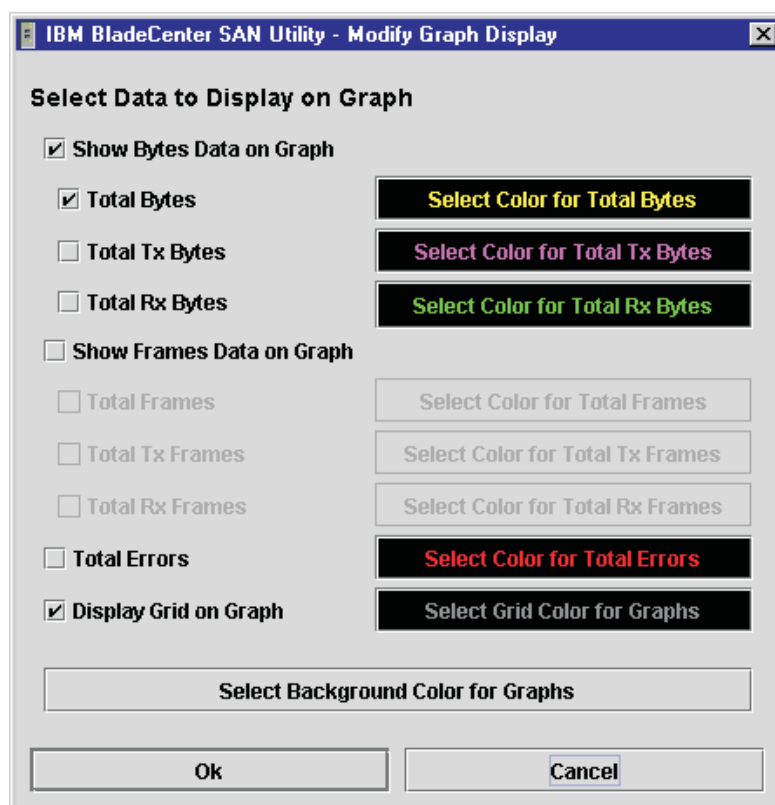 IBM BladeCenter SAN Utility - Modify Graph Display
Select Data to Display on Graph
Show Bytes Data on Graph
Total Bytes Select Color for Total Bytes
Total Tx Bytes Select Color for Total Tx Bytes
Total Rx Bytes Select Color for Total Rx Bytes
Show Frames Data on Graph
Total Frames Select Color for Total Frames
Total Tx Frames Select Color for Total Tx Frames
Total Rx Frames Select Color for Total Rx Frames
Total Errors Select Color for Total Errors
Display Grid on Graph Select Grid Color for Graphs
Select Background Color for Graphs
Ok Cancel